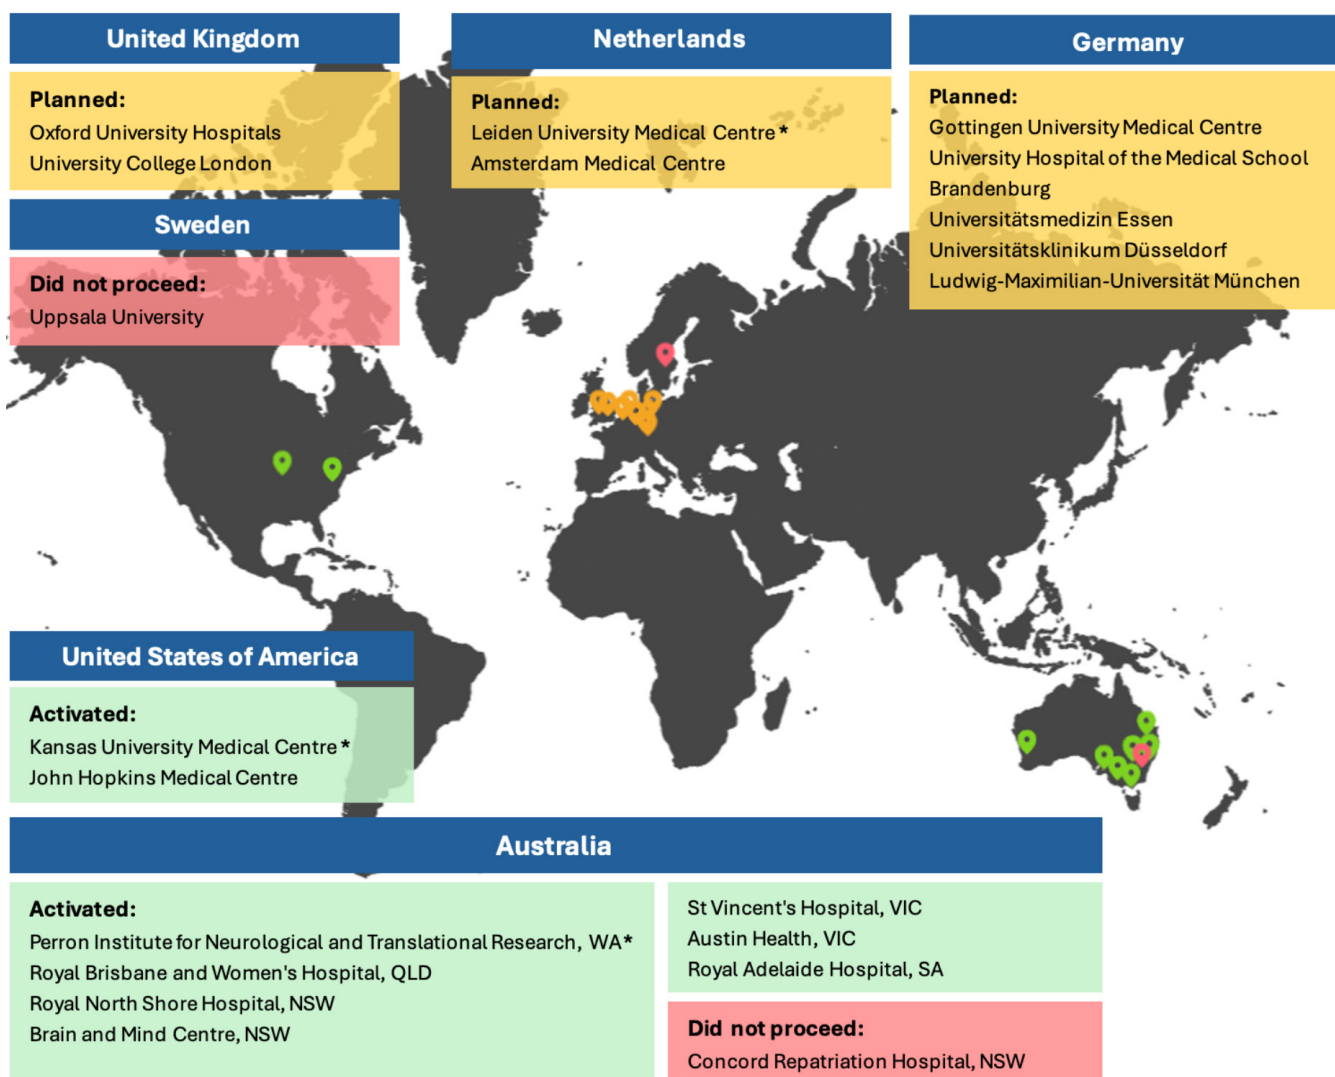 United Kingdom
Planned:
Oxford University Hospitals
University College London
Sweden
Did not proceed:
Uppsala University
Netherlands
Planned:
Leiden University Medical Centre *
Amsterdam Medical Centre
Germany
Planned:
Gottingen University Medical Centre
University Hospital of the Medical School
Brandenburg
Universitätsmedizin Essen
Universitätsklinikum Düsseldorf
Ludwig-Maximilian-Universität München
United States of America
Activated:
Kansas University Medical Centre *
John Hopkins Medical Centre
Australia
Activated:
Perron Institute for Neurological and Translational Research, WA*
Royal Brisbane and Women's Hospital, QLD
Royal North Shore Hospital, NSW
Brain and Mind Centre, NSW
St Vincent's Hospital, VIC
Austin Health, VIC
Royal Adelaide Hospital, SA
Did not proceed:
Concord Repatriation Hospital, NSW